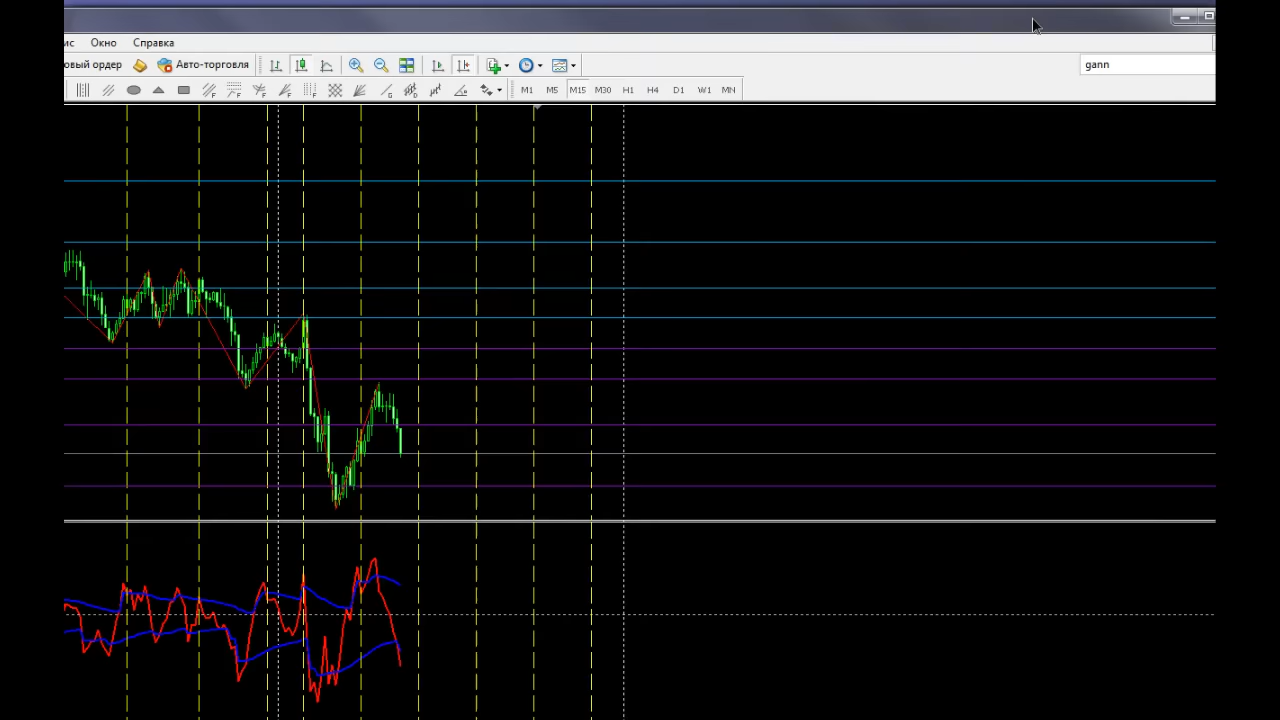 ис Окно Справка
овый ордер Авто-торговля gann
M1 M5 M15 M30 H1 H4 D1 W1 MN